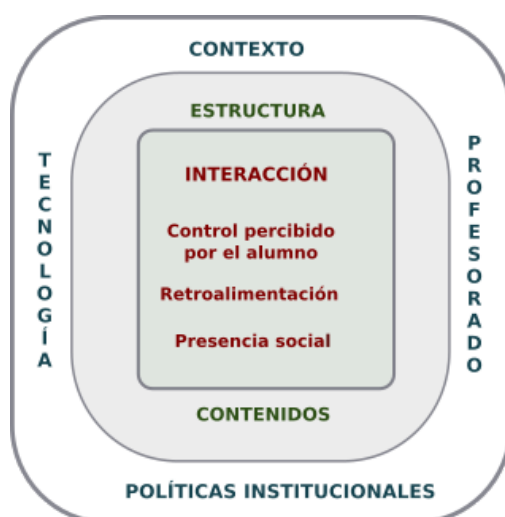 CONTEXTO
ESTRUCTURA
TECNOLOGÍA
INTERACCIÓN
Control percibido
por el alumno
Retroalimentación
Presencia social
PROFESORADO
CONTENIDOS
POLÍTICAS INSTITUCIONALES